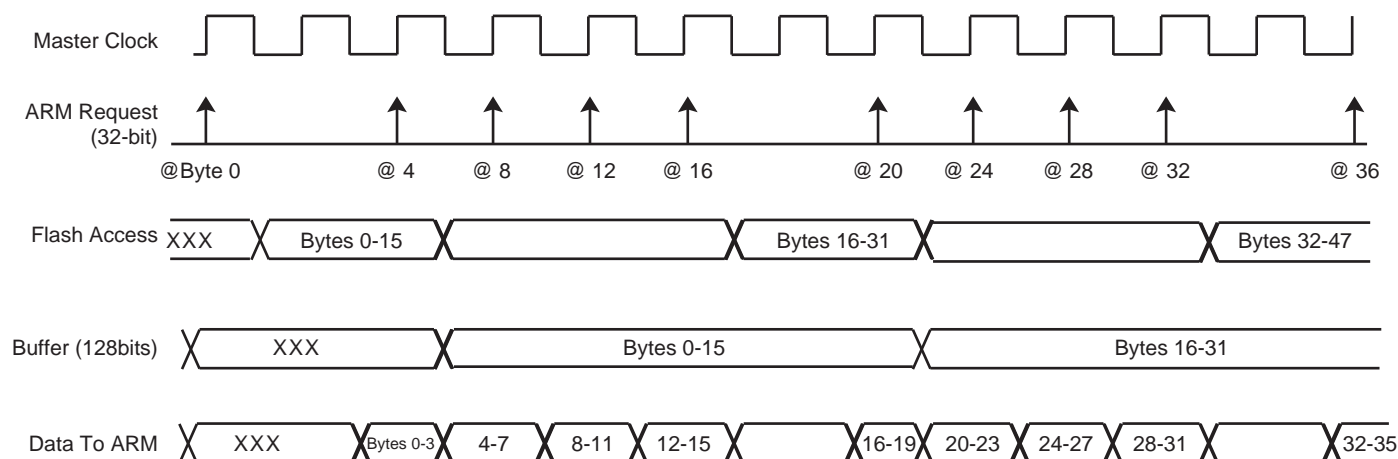 Master Clock
ARM Request
(32-bit)
@Byte 0 @ 4 @ 8 @ 12 @ 16 @ 20 @ 24 @ 28 @ 32 @ 36
Flash Access XXX Bytes 0-15 Bytes 16-31 Bytes 32-47
Buffer (128bits) XXX Bytes 0-15 Bytes 16-31
Data To ARM XXX Bytes 0-3 4-7 8-11 12-15 16-19 20-23 24-27 28-31 32-35